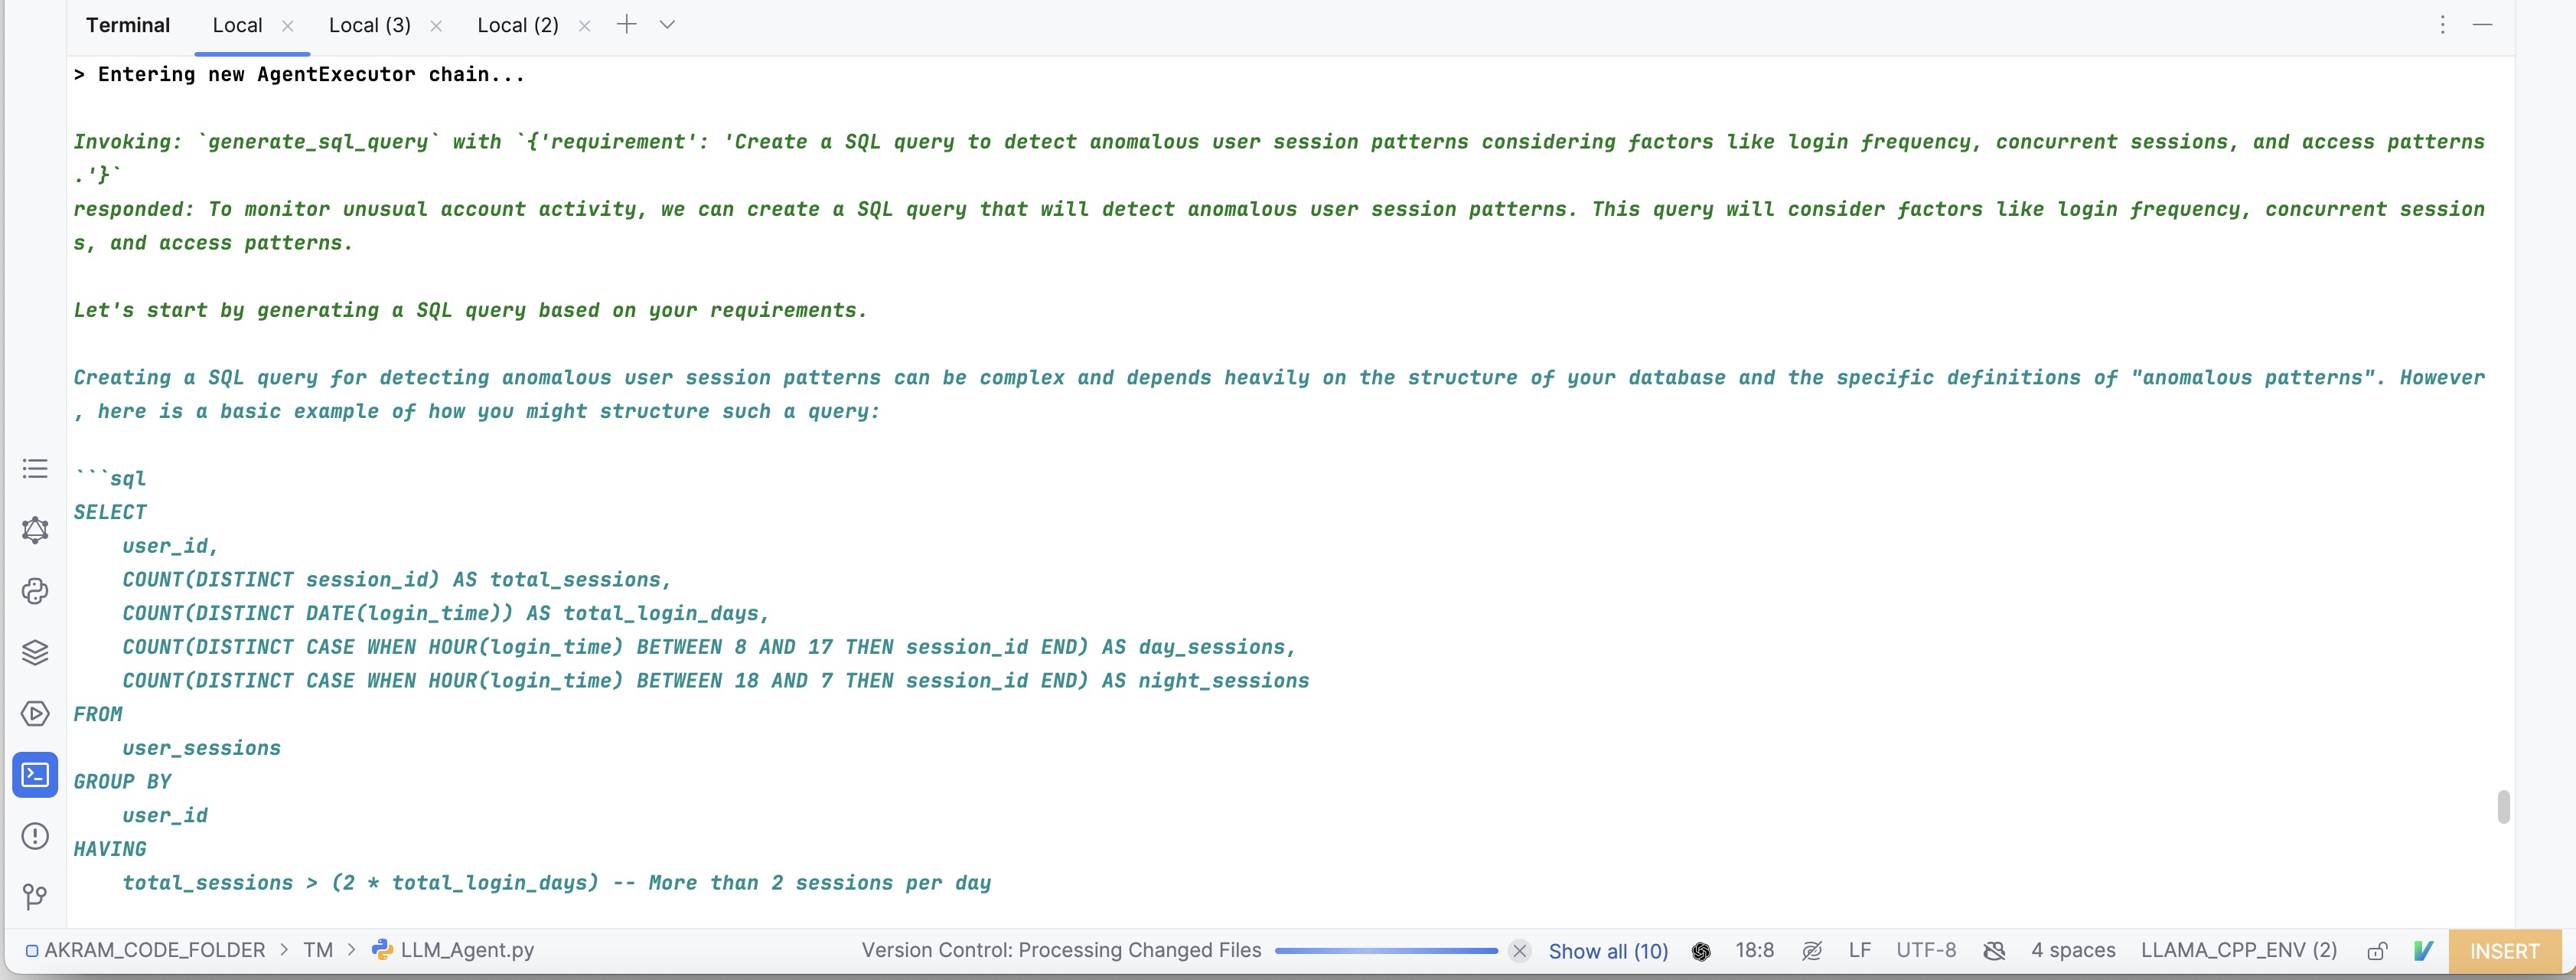 Terminal Local Local (3) Local (2)
> Entering new AgentExecutor chain...
Invoking: `generate_sql_query` with `{'requirement': 'Create a SQL query to detect anomalous user session patterns considering factors like login frequency, concurrent sessions, and access patterns
.'}`
responded: To monitor unusual account activity, we can create a SQL query that will detect anomalous user session patterns. This query will consider factors like login frequency, concurrent session
s, and access patterns.
Let's start by generating a SQL query based on your requirements.
Creating a SQL query for detecting anomalous user session patterns can be complex and depends heavily on the structure of your database and the specific definitions of "anomalous patterns". However
, here is a basic example of how you might structure such a query:
```sql
SELECT
    user_id,
    COUNT(DISTINCT session_id) AS total_sessions,
    COUNT(DISTINCT DATE(login_time)) AS total_login_days,
    COUNT(DISTINCT CASE WHEN HOUR(login_time) BETWEEN 8 AND 17 THEN session_id END) AS day_sessions,
    COUNT(DISTINCT CASE WHEN HOUR(login_time) BETWEEN 18 AND 7 THEN session_id END) AS night_sessions
FROM
    user_sessions
GROUP BY
    user_id
HAVING
    total_sessions > (2 * total_login_days) -- More than 2 sessions per day
AKRAM_CODE_FOLDER > TM > LLM_Agent.py Version Control: Processing Changed Files Show all (10) 18:8 LF UTF-8 4 spaces LLAMA_CPP_ENV (2) INSERT